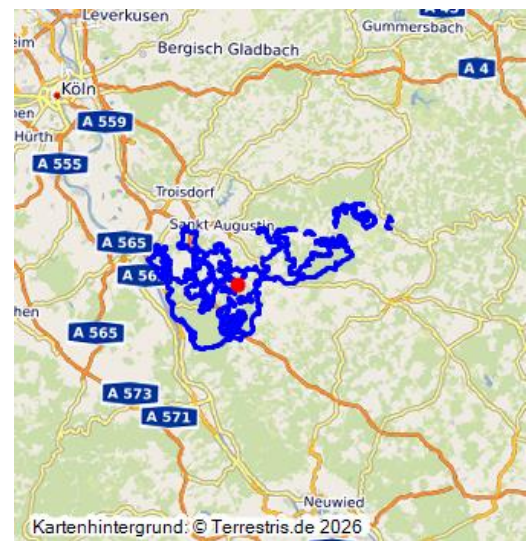 Leverkusen
Gummersbach
Bergisch Gladbach
A 4
Köln
A 559
Hürth
A 555
Troisdorf
Sankt Augustin
A 565
A 56
A 565
A 573
A 571
Neuwied
Kartenhintergrund: © Terrestris.de 2026